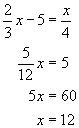 2/3 x − 5 = x/4
5/12 x = 5
5x = 60
x = 12